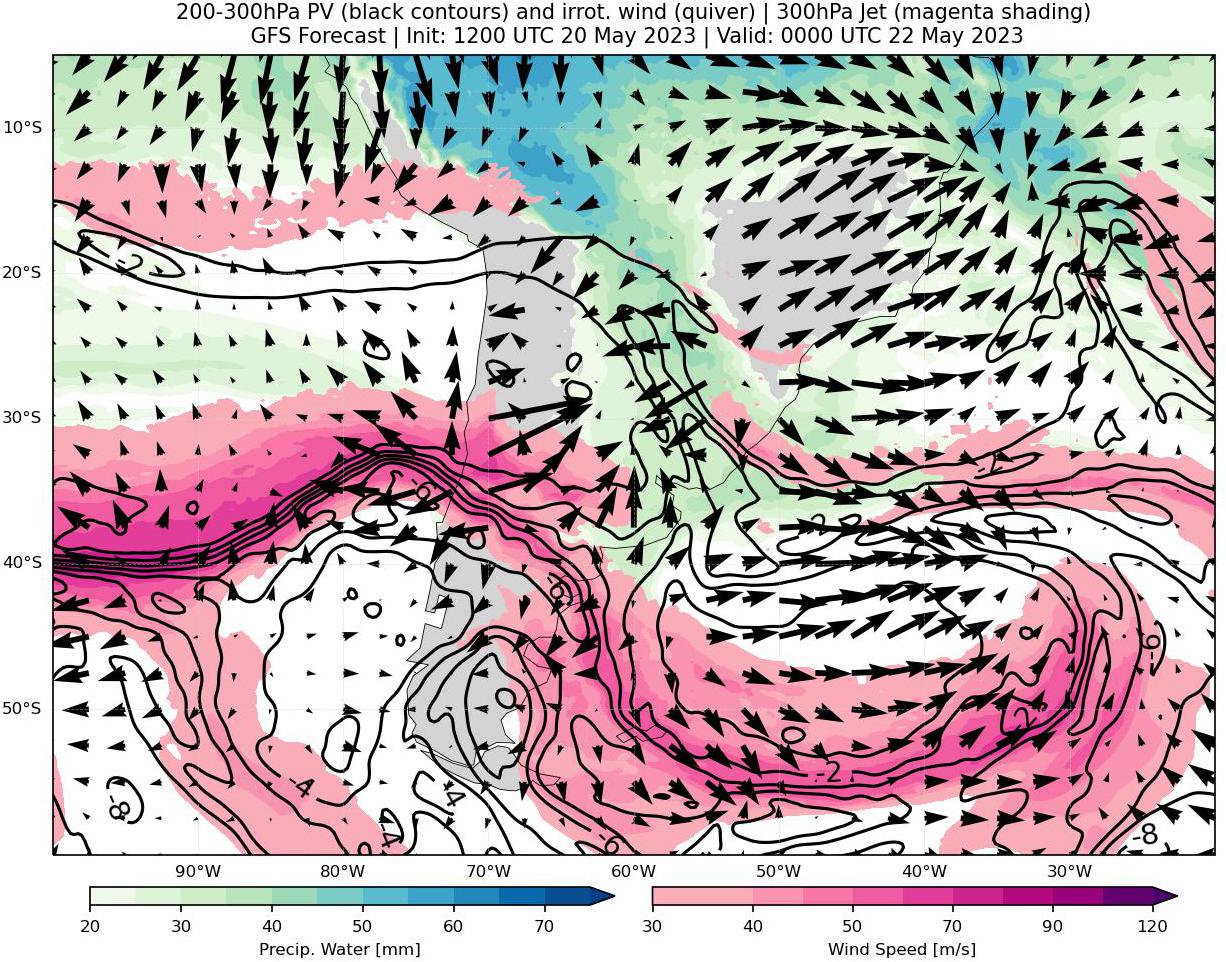 200-300hPa PV (black contours) and irrot. wind (quiver) | 300hPa Jet (magenta shading)
GFS Forecast | Init: 1200 UTC 20 May 2023 | Valid: 0000 UTC 22 May 2023
10°S
-2
20°S
30°S
-2
-6
-2
40°S
-6
-6
50°S
-2
-2
-4
-4
-8
-4
-6
-8
90°W 80°W 70°W 60°W 50°W 40°W 30°W
20 30 40 50 60 70
30 40 50 70 90 120
Precip. Water [mm] Wind Speed [m/s]